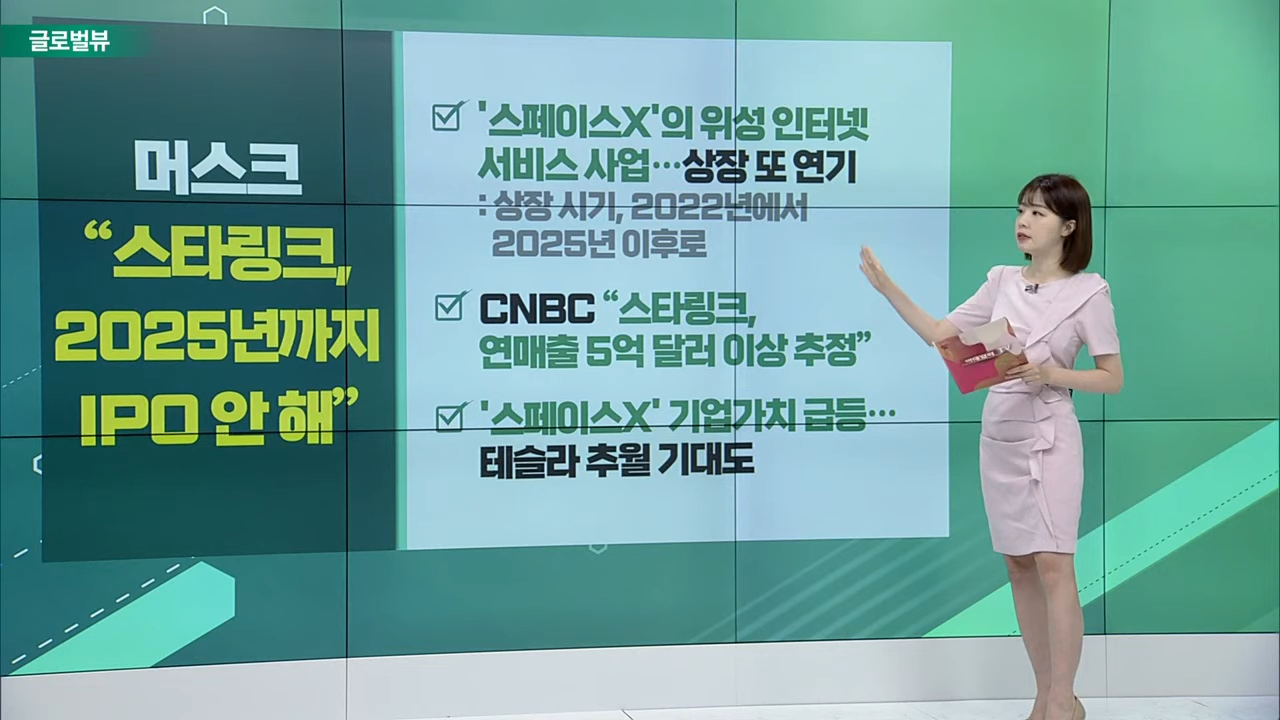 글로벌뷰
머스크
“스타링크,
2025년까지
IPO 안 해”
'스페이스X'의 위성 인터넷
서비스 사업…상장 또 연기
: 상장 시기, 2022년에서
2025년 이후로
CNBC “스타링크,
연매출 5억 달러 이상 추정”
'스페이스X' 기업가치 급등…
테슬라 추월 기대도